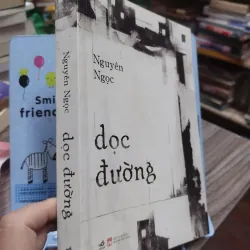 Nguyên Ngọc
dọc đường
Nguyên
Ngọc
dọc
đường
Smi
friend